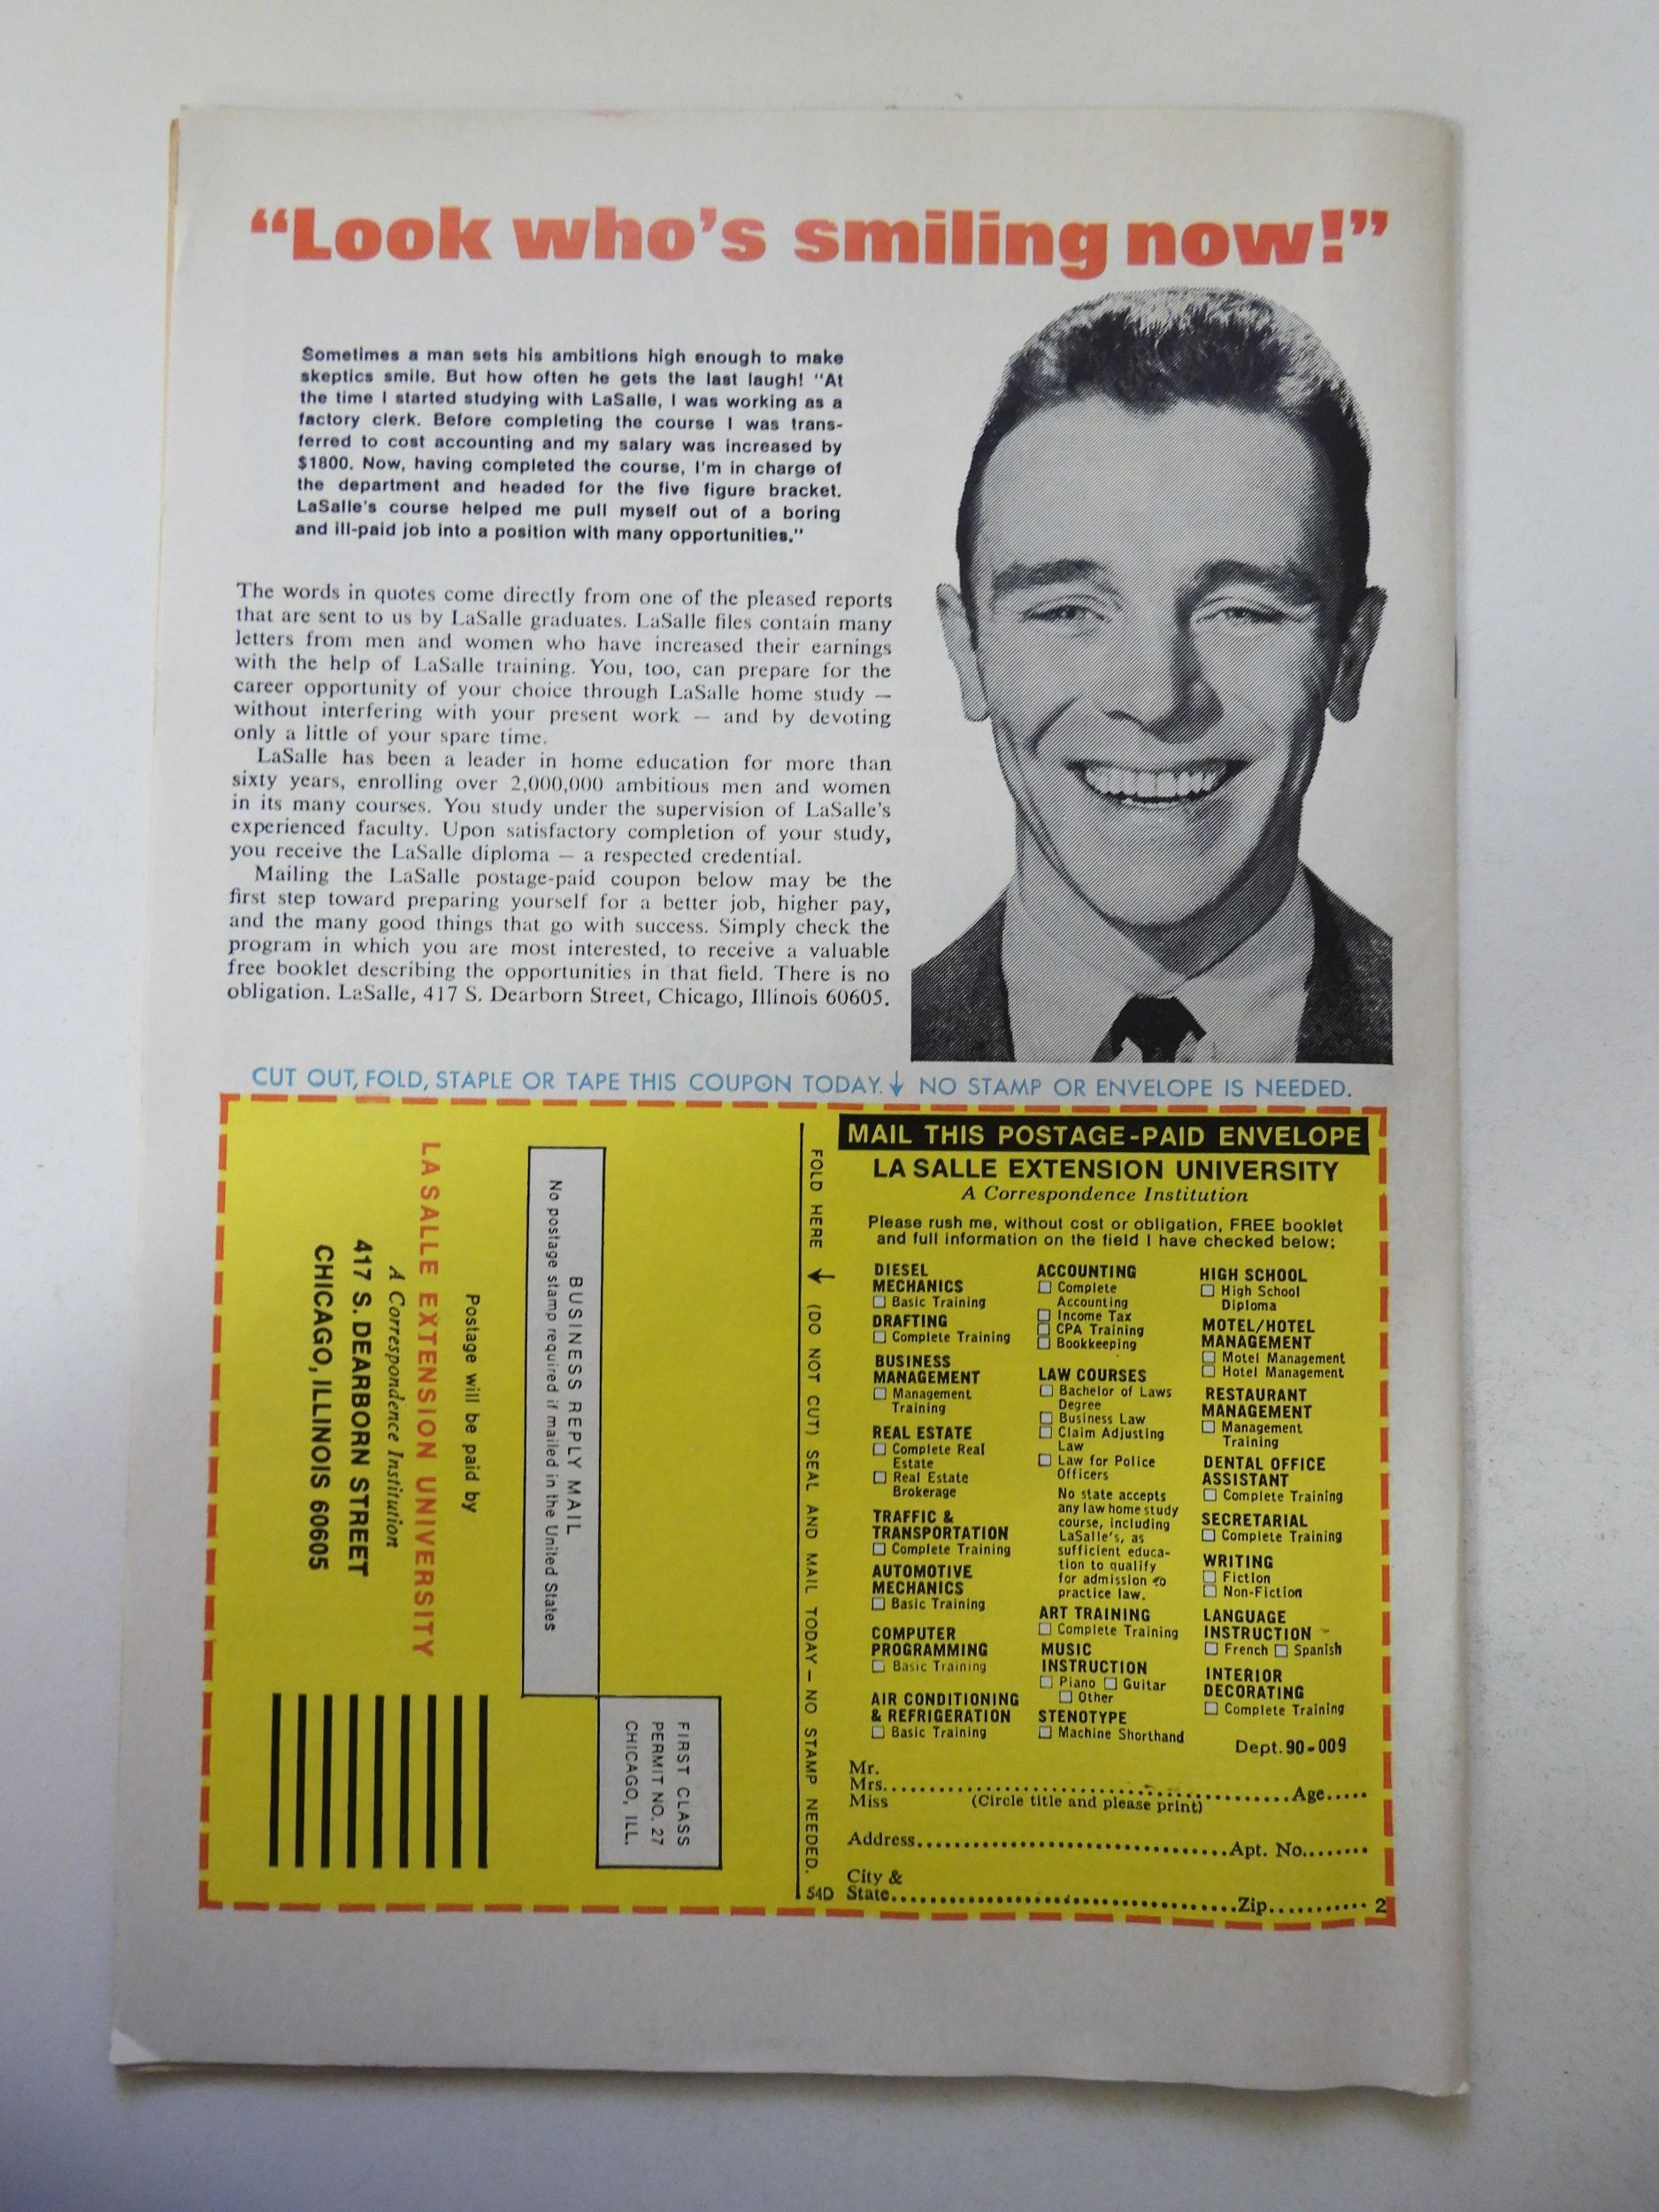 “Look who’s smiling now!”
Sometimes a man sets his ambitions high enough to make
skeptics smile. But how often he gets the last laugh! "At
the time I started studying with LaSalle, I was working as a
factory clerk. Before completing the course I was trans-
ferred to cost accounting and my salary was increased by
$1800. Now, having completed the course, I'm in charge of
the department and headed for the five figure bracket.
LaSalle's course helped me pull myself out of a boring
and ill-paid job into a position with many opportunities."
The words in quotes come directly from one of the pleased reports
that are sent to us by LaSalle graduates. LaSalle files contain many
letters from men and women who have increased their earnings
with the help of LaSalle training. You, too, can prepare for the
career opportunity of your choice through LaSalle home study —
without interfering with your present work — and by devoting
only a little of your spare time.
LaSalle has been a leader in home education for more than
sixty years, enrolling over 2,000,000 ambitious men and women
in its many courses. You study under the supervision of LaSalle's
experienced faculty. Upon satisfactory completion of your study,
you receive the LaSalle diploma — a respected credential.
Mailing the LaSalle postage-paid coupon below may be the
first step toward preparing yourself for a better job, higher pay,
and the many good things that go with success. Simply check the
program in which you are most interested, to receive a valuable
free booklet describing the opportunities in that field. There is no
obligation. LaSalle, 417 S. Dearborn Street, Chicago, Illinois 60605.
CUT OUT, FOLD, STAPLE OR TAPE THIS COUPON TODAY. ↓ NO STAMP OR ENVELOPE IS NEEDED.
FIRST CLASS
PERMIT NO. 27
CHICAGO, ILL.
BUSINESS REPLY MAIL
No postage stamp required if mailed in the United States
Postage will be paid by
LA SALLE EXTENSION UNIVERSITY
A Correspondence Institution
417 S. DEARBORN STREET
CHICAGO, ILLINOIS 60605
FOLD HERE → (DO NOT CUT) SEAL AND MAIL TODAY – NO STAMP NEEDED.
54D
MAIL THIS POSTAGE-PAID ENVELOPE
LA SALLE EXTENSION UNIVERSITY
A Correspondence Institution
Please rush me, without cost or obligation, FREE booklet
and full information on the field I have checked below:
DIESEL
MECHANICS
☐ Basic Training
DRAFTING
☐ Complete Training
BUSINESS
MANAGEMENT
☐ Management
Training
REAL ESTATE
☐ Complete Real
Estate
☐ Real Estate
Brokerage
TRAFFIC &
TRANSPORTATION
☐ Complete Training
AUTOMOTIVE
MECHANICS
☐ Basic Training
COMPUTER
PROGRAMMING
☐ Basic Training
AIR CONDITIONING
& REFRIGERATION
☐ Basic Training
ACCOUNTING
☐ Complete
Accounting
☐ Income Tax
☐ CPA Training
☐ Bookkeeping
LAW COURSES
☐ Bachelor of Laws
Degree
☐ Business Law
☐ Claim Adjusting
Law
☐ Law for Police
Officers
No state accepts
any law home study
course, including
LaSalle's, as
sufficient educa-
tion to qualify
for admission to
practice law.
ART TRAINING
☐ Complete Training
MUSIC
INSTRUCTION
☐ Piano ☐ Guitar
☐ Other
STENOTYPE
☐ Machine Shorthand
HIGH SCHOOL
☐ High School
Diploma
MOTEL/HOTEL
MANAGEMENT
☐ Motel Management
☐ Hotel Management
RESTAURANT
MANAGEMENT
☐ Management
Training
DENTAL OFFICE
ASSISTANT
☐ Complete Training
SECRETARIAL
☐ Complete Training
WRITING
☐ Fiction
☐ Non-Fiction
LANGUAGE
INSTRUCTION
☐ French ☐ Spanish
INTERIOR
DECORATING
☐ Complete Training
Dept. 90-009
Mr.
Mrs. Age
Miss (Circle title and please print)
Address Apt. No.
City &
State Zip 2